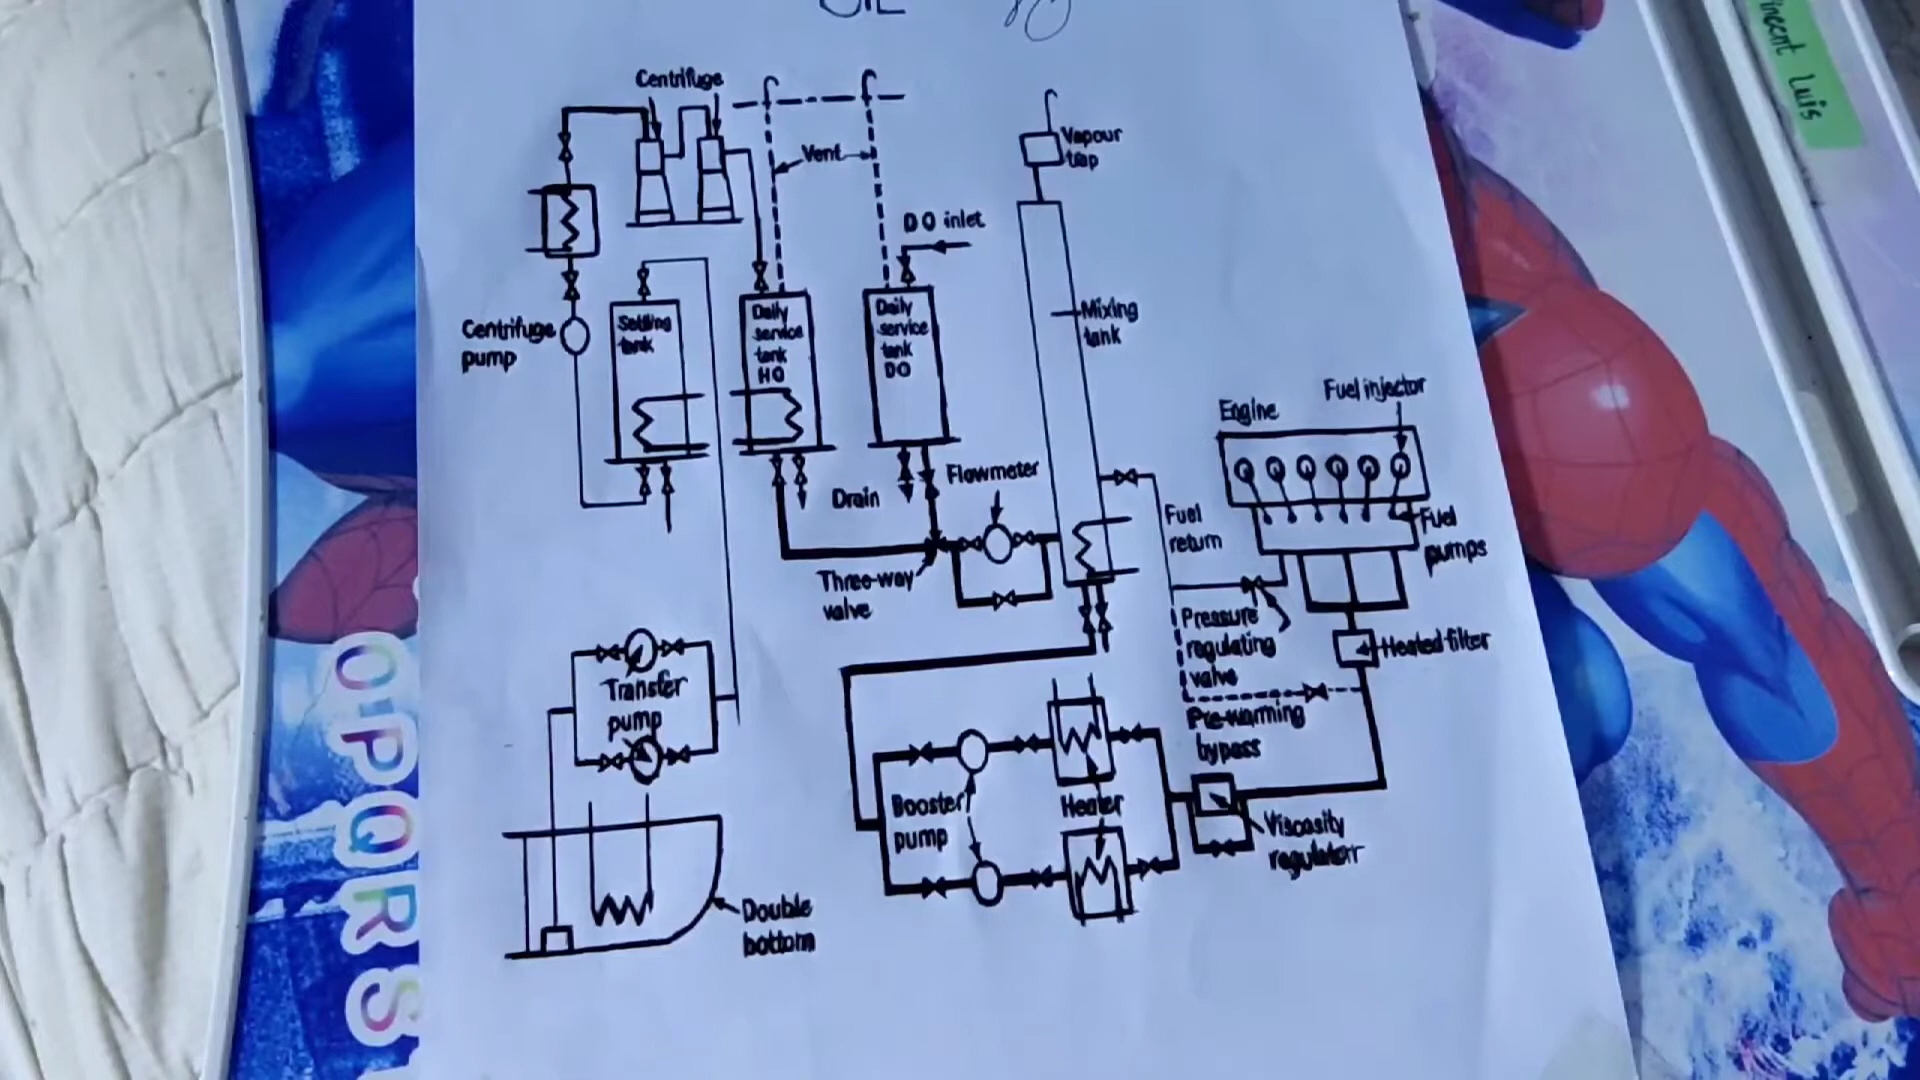 OIL
Centrifuge
Vent
Vapour
trap
DO inlet
Centrifuge
pump
Settling
tank
Daily
service
tank
HO
Daily
service
tank
DO
Mixing
tank
Drain
Flowmeter
Three-way
valve
Fuel
return
Engine
Fuel injector
Fuel
pumps
Pressure
regulating
valve
Heated filter
Pre-warming
bypass
Transfer
pump
Booster
pump
Heater
Viscosity
regulator
Double
bottom
Luis
O
P
Q
R
S